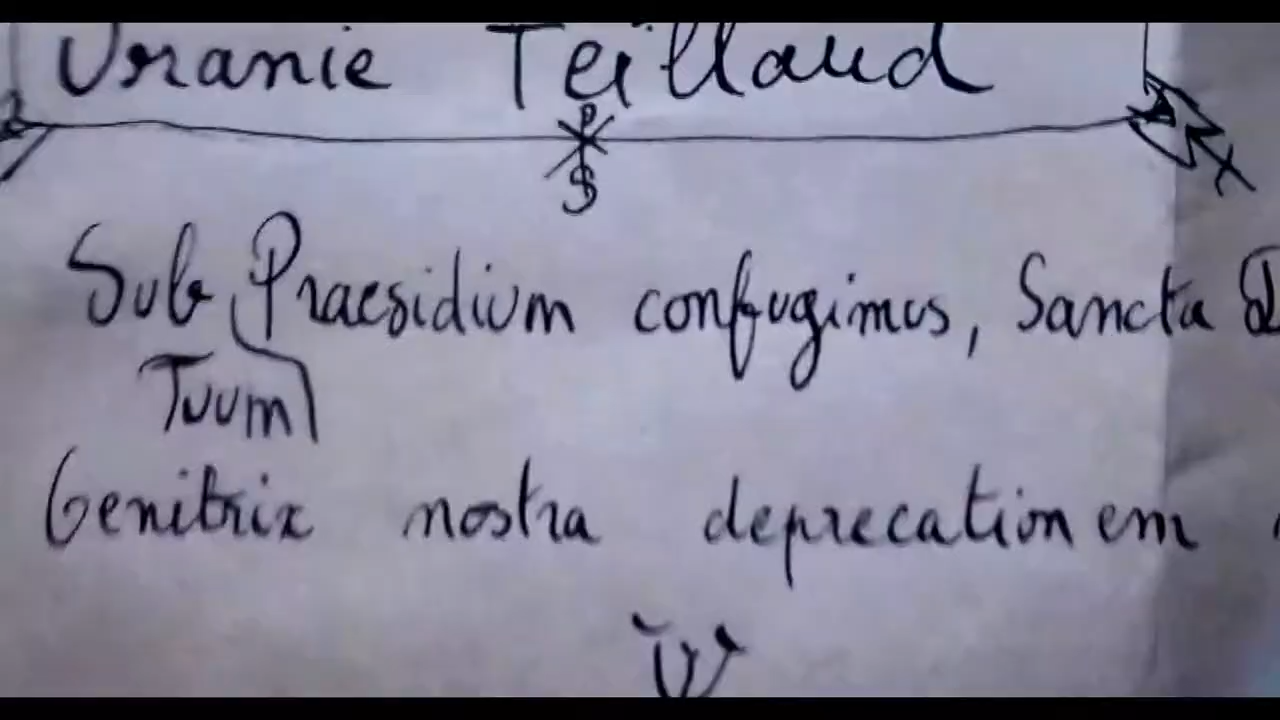 Uranie Teillaud
P
S
Sub Praesidium confugimus, Sancta D
Tuum
Genitrix nostra deprecationem